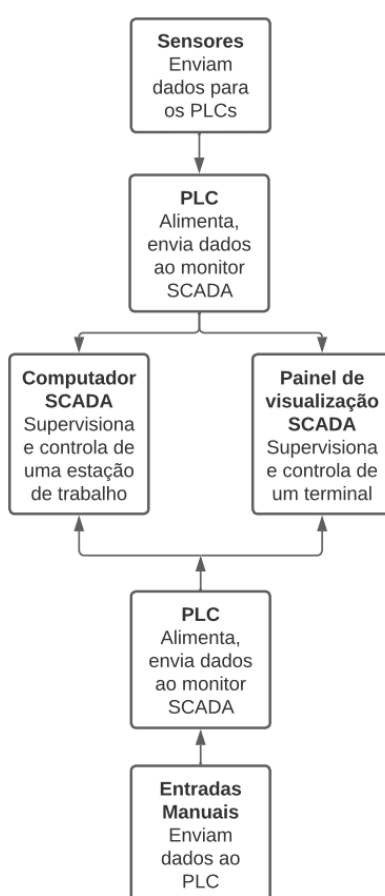 Sensores
Enviam
dados para
os PLCs
PLC
Alimenta,
envia dados
ao monitor
SCADA
Computador
SCADA
Supervisiona
e controla de
uma estação
de trabalho
Painel de
visualização
SCADA
Supervisiona
e controla de
um terminal
PLC
Alimenta,
envia dados
ao monitor
SCADA
Entradas
Manuais
Enviam
dados ao
PLC